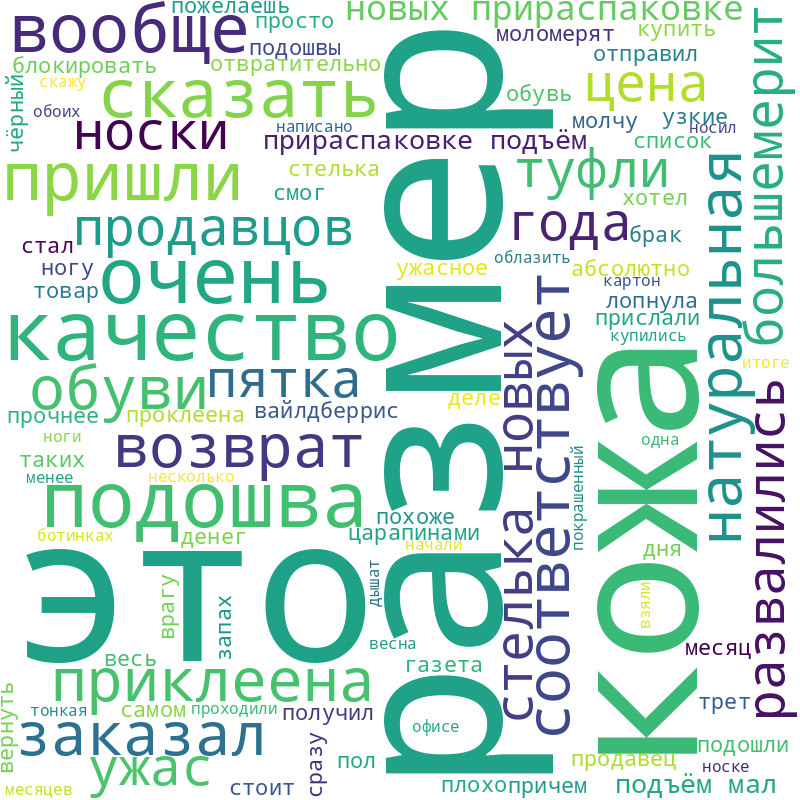 пожелаешь
новых прираспаковке
вообще
просто
купить
подошвы
моломерят
блокировать
отвратительно
отправил
скажу
сказать
цена
чёрный
обувь
обоих
носки
написано
молчу
узкие
носил
прираспаковке
подъём
список
пришли
стелька
туфли
смог
хотел
продавцов
года
стал
брак
размер
натуральная
большемерит
очень
ногу
облазить
ужасное
абсолютно
товар
картон
лопнула
качество
прислали
купились
соответствует
стелька новых
кожа
итоге
обуви
пятка
деле
прочнее
проклеена
вайлдберрис
развалились
ноги
возврат
одна
таких
менее
несколько
покрашенный
подошва
похоже
царапинами
ботинках
денег
начали
дня
это
дышат
взяли
врагу
запах
весна
месяц
весь
газета
приклеена
вернуть
тонкая
самом
проходили
получил
трет
офисе
заказал
подошли
ужас
сразу
пол
продавец
носке
месяцев
стоит
плохо
причем
подъём мал